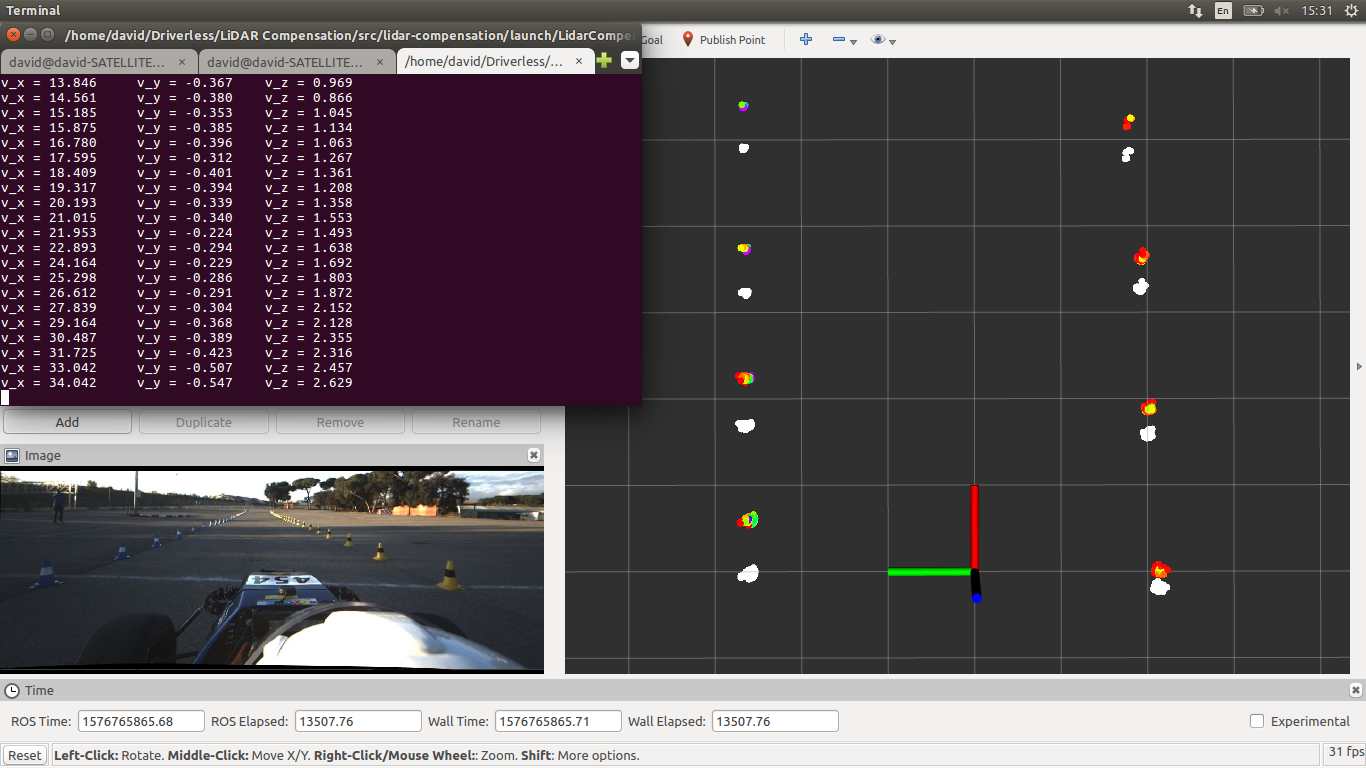 Terminal
En
15:31
/home/david/Driverless/LiDAR Compensation/src/lidar-compensation/launch/LidarComper
Goal
Publish Point
david@david-SATELLITE... ×
david@david-SATELLITE... ×
/home/david/Driverless/... ×
v_x = 13.846 v_y = -0.367 v_z = 0.969
v_x = 14.561 v_y = -0.380 v_z = 0.866
v_x = 15.185 v_y = -0.353 v_z = 1.045
v_x = 15.875 v_y = -0.385 v_z = 1.134
v_x = 16.780 v_y = -0.396 v_z = 1.063
v_x = 17.595 v_y = -0.312 v_z = 1.267
v_x = 18.409 v_y = -0.401 v_z = 1.361
v_x = 19.317 v_y = -0.394 v_z = 1.208
v_x = 20.193 v_y = -0.339 v_z = 1.358
v_x = 21.015 v_y = -0.340 v_z = 1.553
v_x = 21.953 v_y = -0.224 v_z = 1.493
v_x = 22.893 v_y = -0.294 v_z = 1.638
v_x = 24.164 v_y = -0.229 v_z = 1.692
v_x = 25.298 v_y = -0.286 v_z = 1.803
v_x = 26.612 v_y = -0.291 v_z = 1.872
v_x = 27.839 v_y = -0.304 v_z = 2.152
v_x = 29.164 v_y = -0.368 v_z = 2.128
v_x = 30.487 v_y = -0.389 v_z = 2.355
v_x = 31.725 v_y = -0.423 v_z = 2.316
v_x = 33.042 v_y = -0.507 v_z = 2.457
v_x = 34.042 v_y = -0.547 v_z = 2.629
Add Duplicate Remove Rename
Image
A54
Time
ROS Time: 1576765865.68 ROS Elapsed: 13507.76 Wall Time: 1576765865.71 Wall Elapsed: 13507.76 Experimental
Reset Left-Click: Rotate. Middle-Click: Move X/Y. Right-Click/Mouse Wheel:: Zoom. Shift: More options. 31 fps